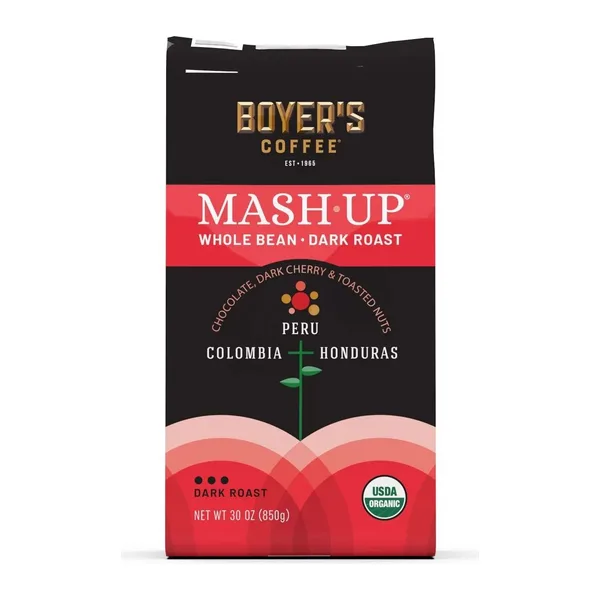 BOYER'S
COFFEE®
EST • 1965
MASH·UP®
WHOLE BEAN • DARK ROAST
CHOCOLATE, DARK CHERRY & TOASTED NUTS
PERU
COLOMBIA HONDURAS
DARK ROAST
NET WT 30 OZ (850g)
USDA
ORGANIC